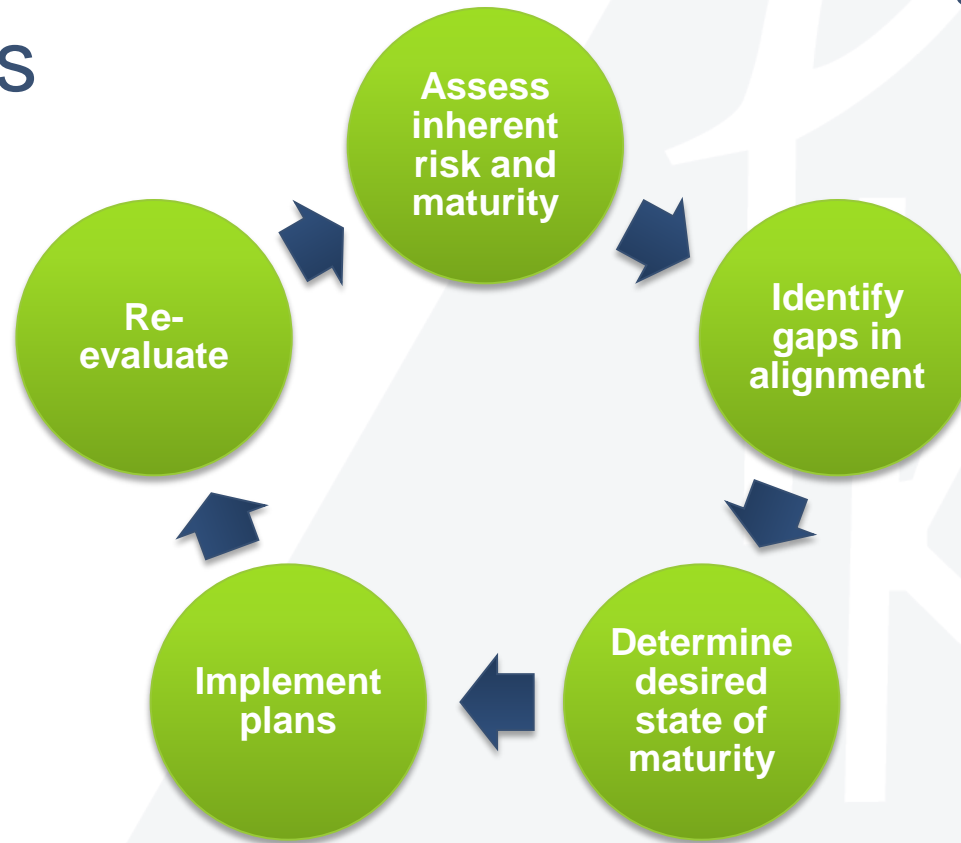 s
Assess
inherent
risk and
maturity
Identify
gaps in
alignment
Determine
desired
state of
maturity
Implement
plans
Re-
evaluate